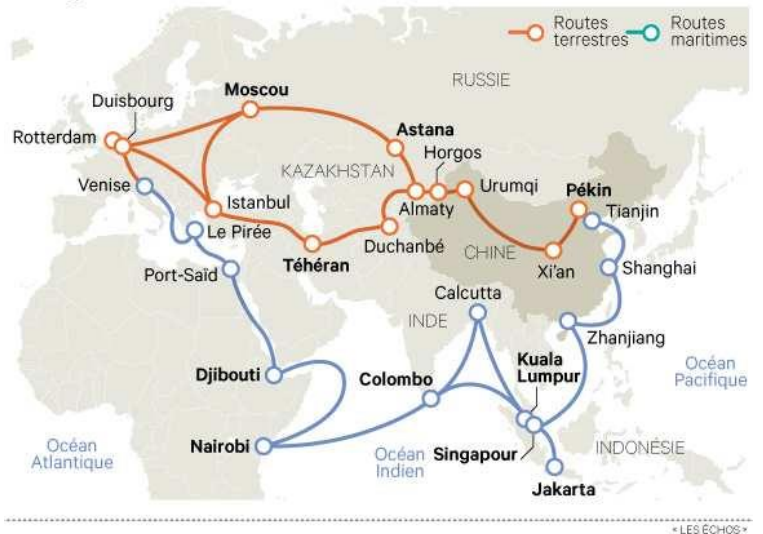 Routes
terrestres
Routes
maritimes
RUSSIE
Moscou
Duisbourg
Rotterdam
Astana
Horgos
KAZAKHSTAN
Venise
Urumqi
Pékin
Istanbul
Almaty
Tianjin
Le Pirée
Duchanbé
CHINE
Téhéran
Xi'an
Port-Saïd
Shanghai
Calcutta
INDE
Zhanjiang
Kuala
Lumpur
Océan
Pacifique
Djibouti
Colombo
Océan
Atlantique
Nairobi
Océan
Indien
Singapour
INDONÉSIE
Jakarta
« LES ÉCHOS »